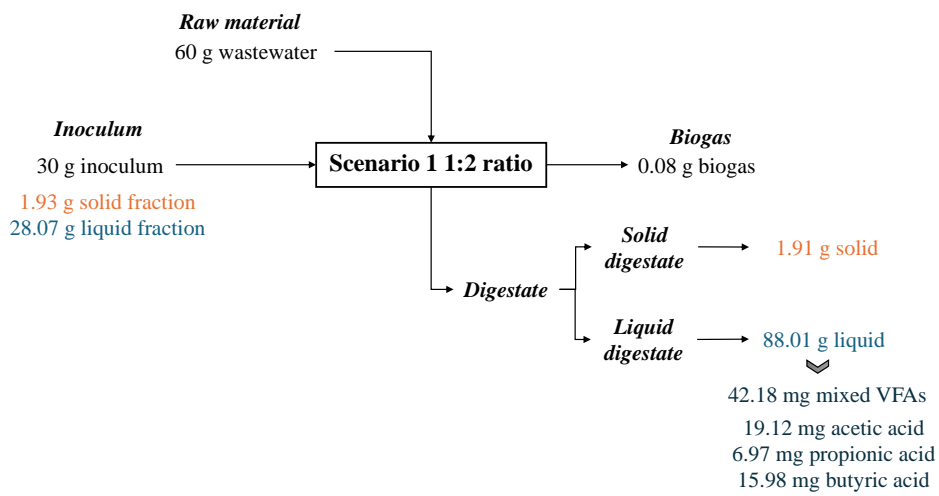 Raw material
60 g wastewater
Inoculum
30 g inoculum
1.93 g solid fraction
28.07 g liquid fraction
Scenario 1 1:2 ratio
Biogas
0.08 g biogas
Digestate
Solid
digestate
1.91 g solid
Liquid
digestate
88.01 g liquid
42.18 mg mixed VFAs
19.12 mg acetic acid
6.97 mg propionic acid
15.98 mg butyric acid